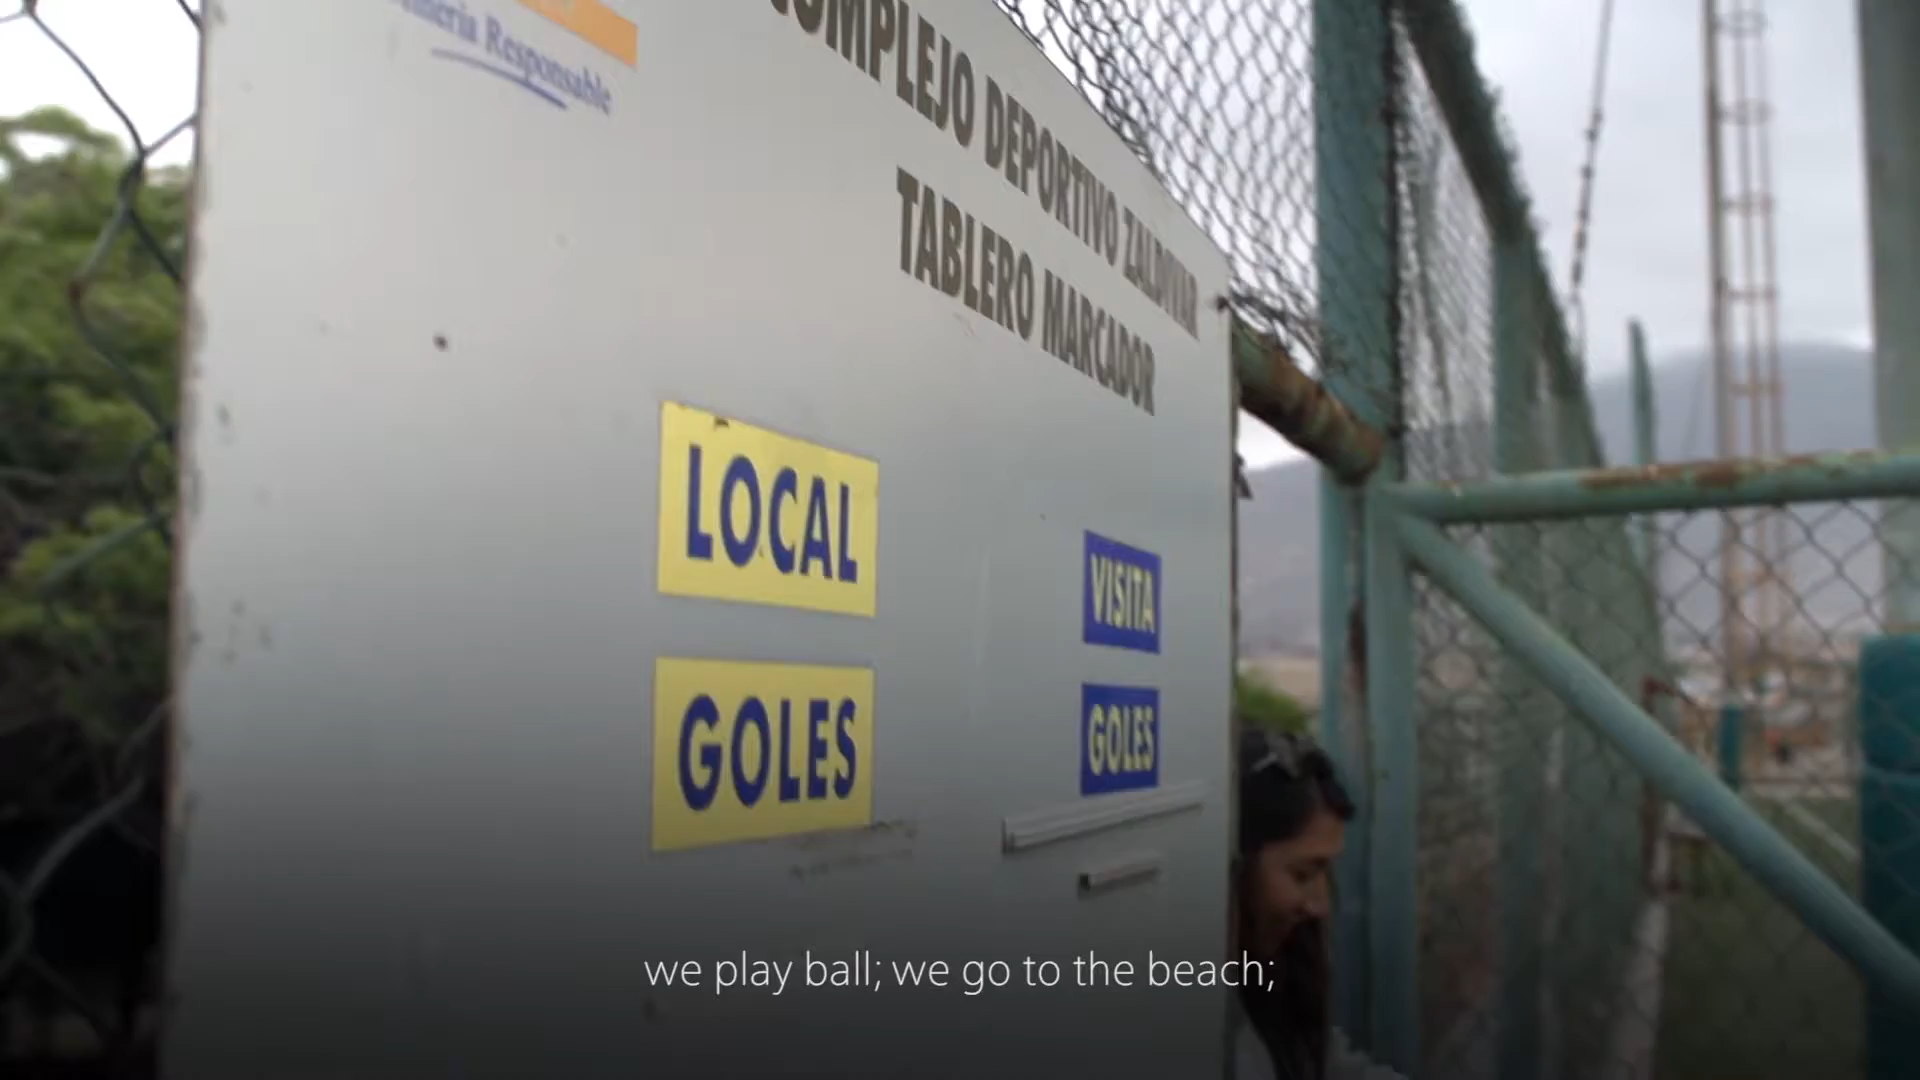 Responsable
COMPLEJO DEPORTIVO ZALDIVAR
TABLERO MARCADOR
LOCAL
VISITA
GOLES
GOLES
we play ball; we go to the beach;